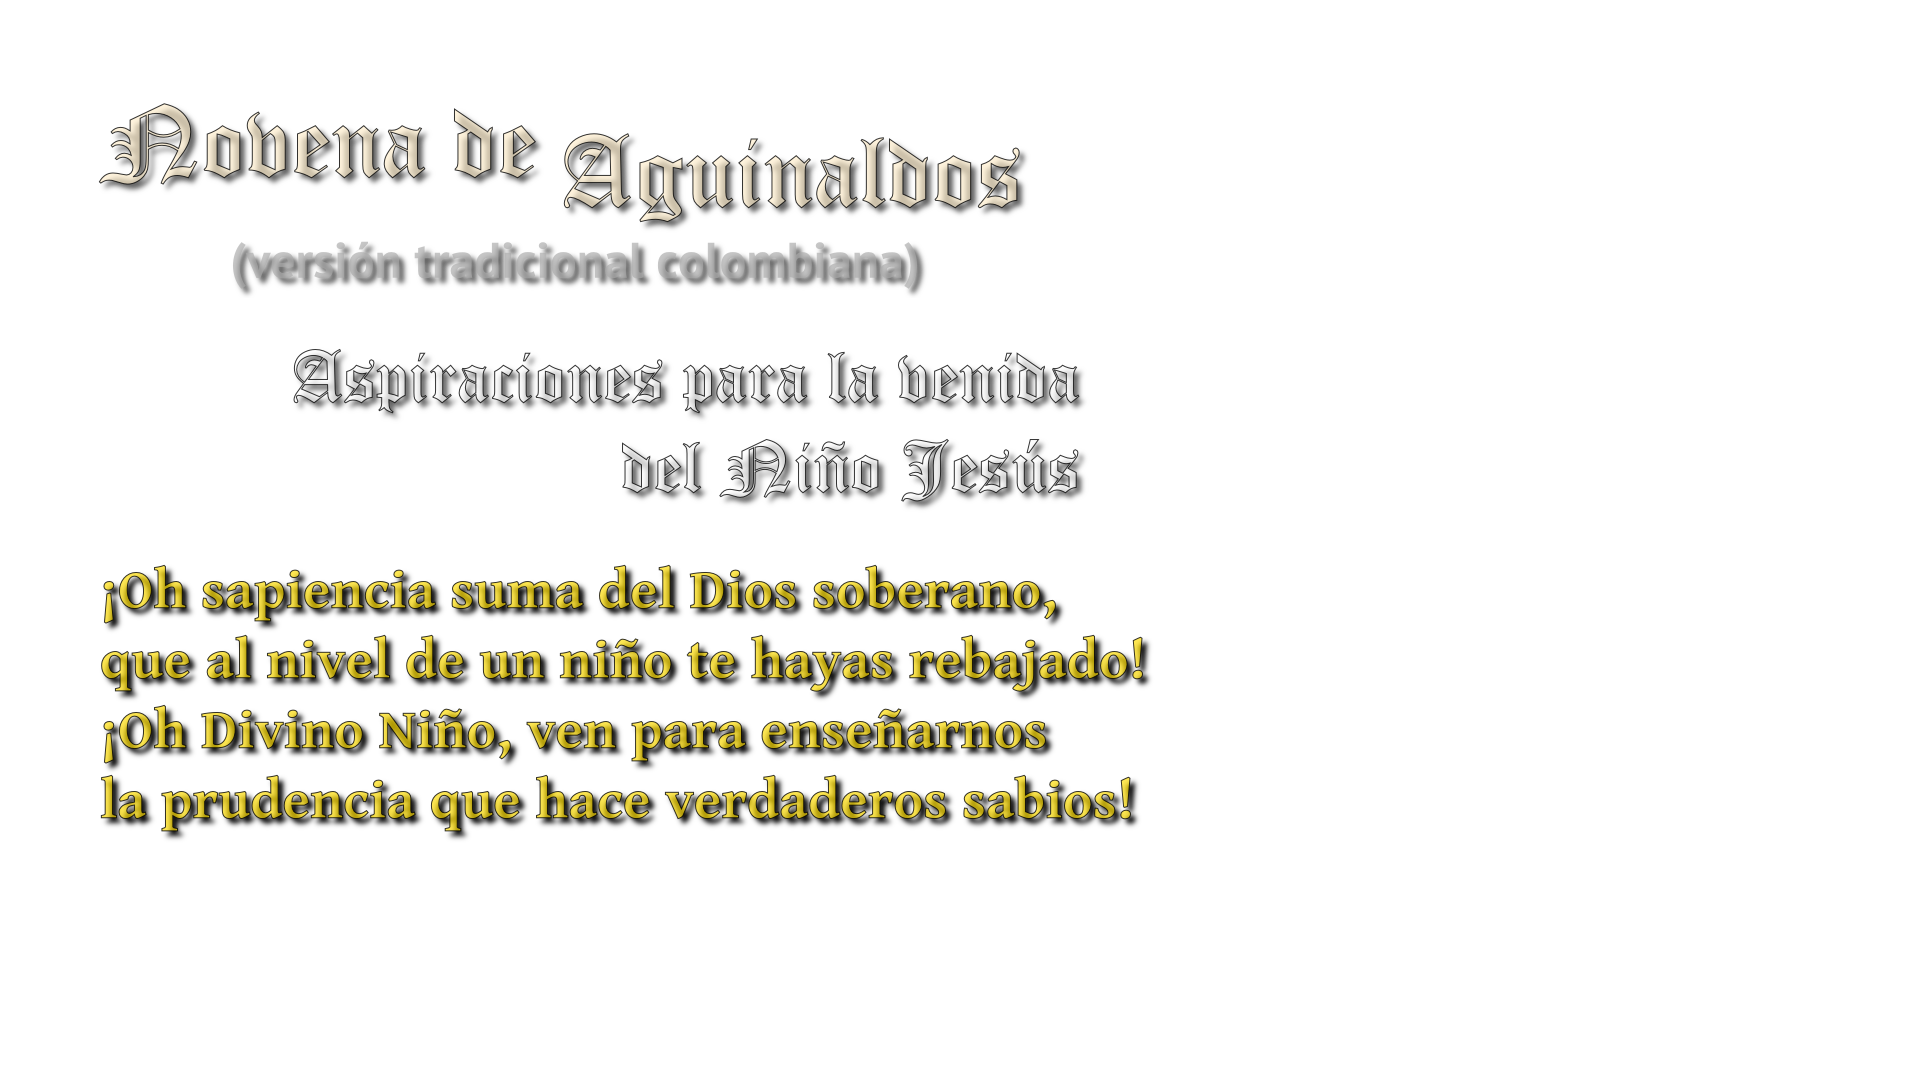 Novena de Aguinaldos
(versión tradicional colombiana)
Aspiraciones para la venida
del Niño Jesús
¡Oh sapiencia suma del Dios soberano,
que al nivel de un niño te hayas rebajado!
¡Oh Divino Niño, ven para enseñarnos
la prudencia que hace verdaderos sabios!